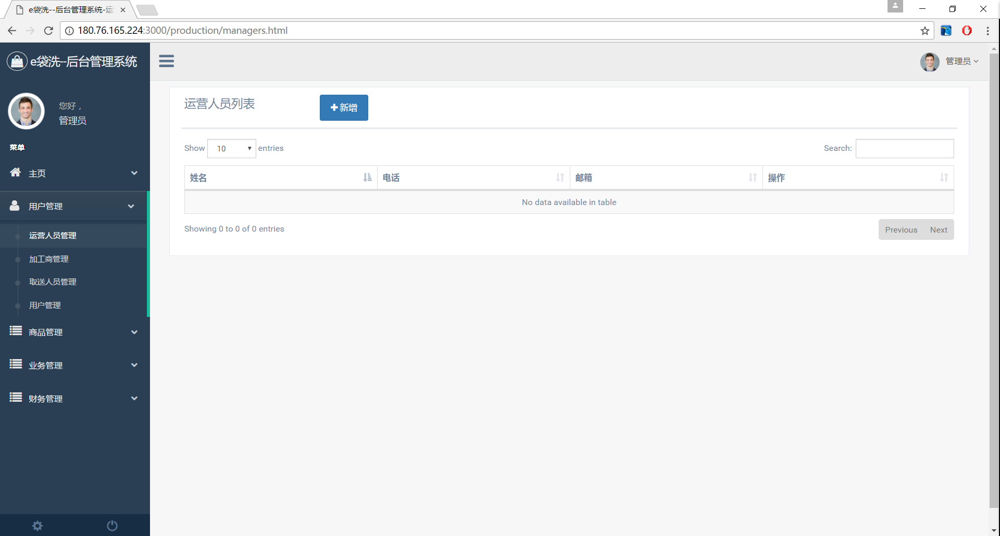 e袋洗--后台管理系统-运
180.76.165.224:3000/production/managers.html
e袋洗--后台管理系统
管理员
您好，
管理员
菜单
主页
用户管理
运营人员管理
加工商管理
取送人员管理
用户管理
商品管理
业务管理
财务管理
运营人员列表
新增
Show 10 entries
Search:
姓名 电话 邮箱 操作
No data available in table
Showing 0 to 0 of 0 entries
Previous Next